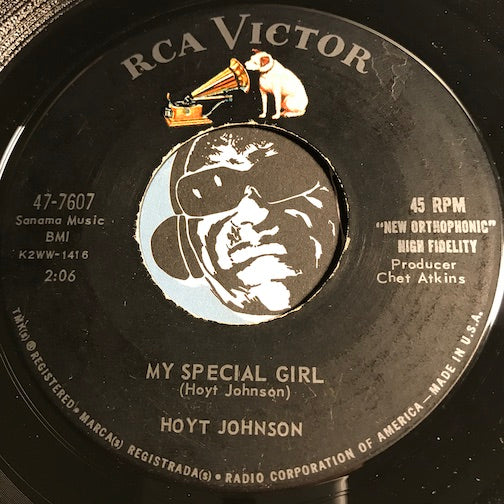 RCA VICTOR
47-7607
Sanama Music
BMI
K2WW-1416
2:06
45 RPM
"NEW ORTHOPHONIC"
HIGH FIDELITY
Producer
Chet Atkins
MY SPECIAL GIRL
(Hoyt Johnson)
HOYT JOHNSON
TMK(s) ® REGISTERED • MARCA(s) REGISTRADA(s) • RADIO CORPORATION OF AMERICA—MADE IN U.S.A.